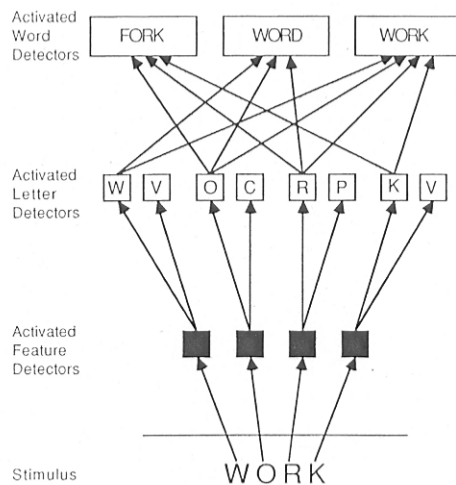 Activated
Word
Detectors
FORK WORD WORK
Activated
Letter
Detectors
W V O C R P K V
Activated
Feature
Detectors
Stimulus
WORK